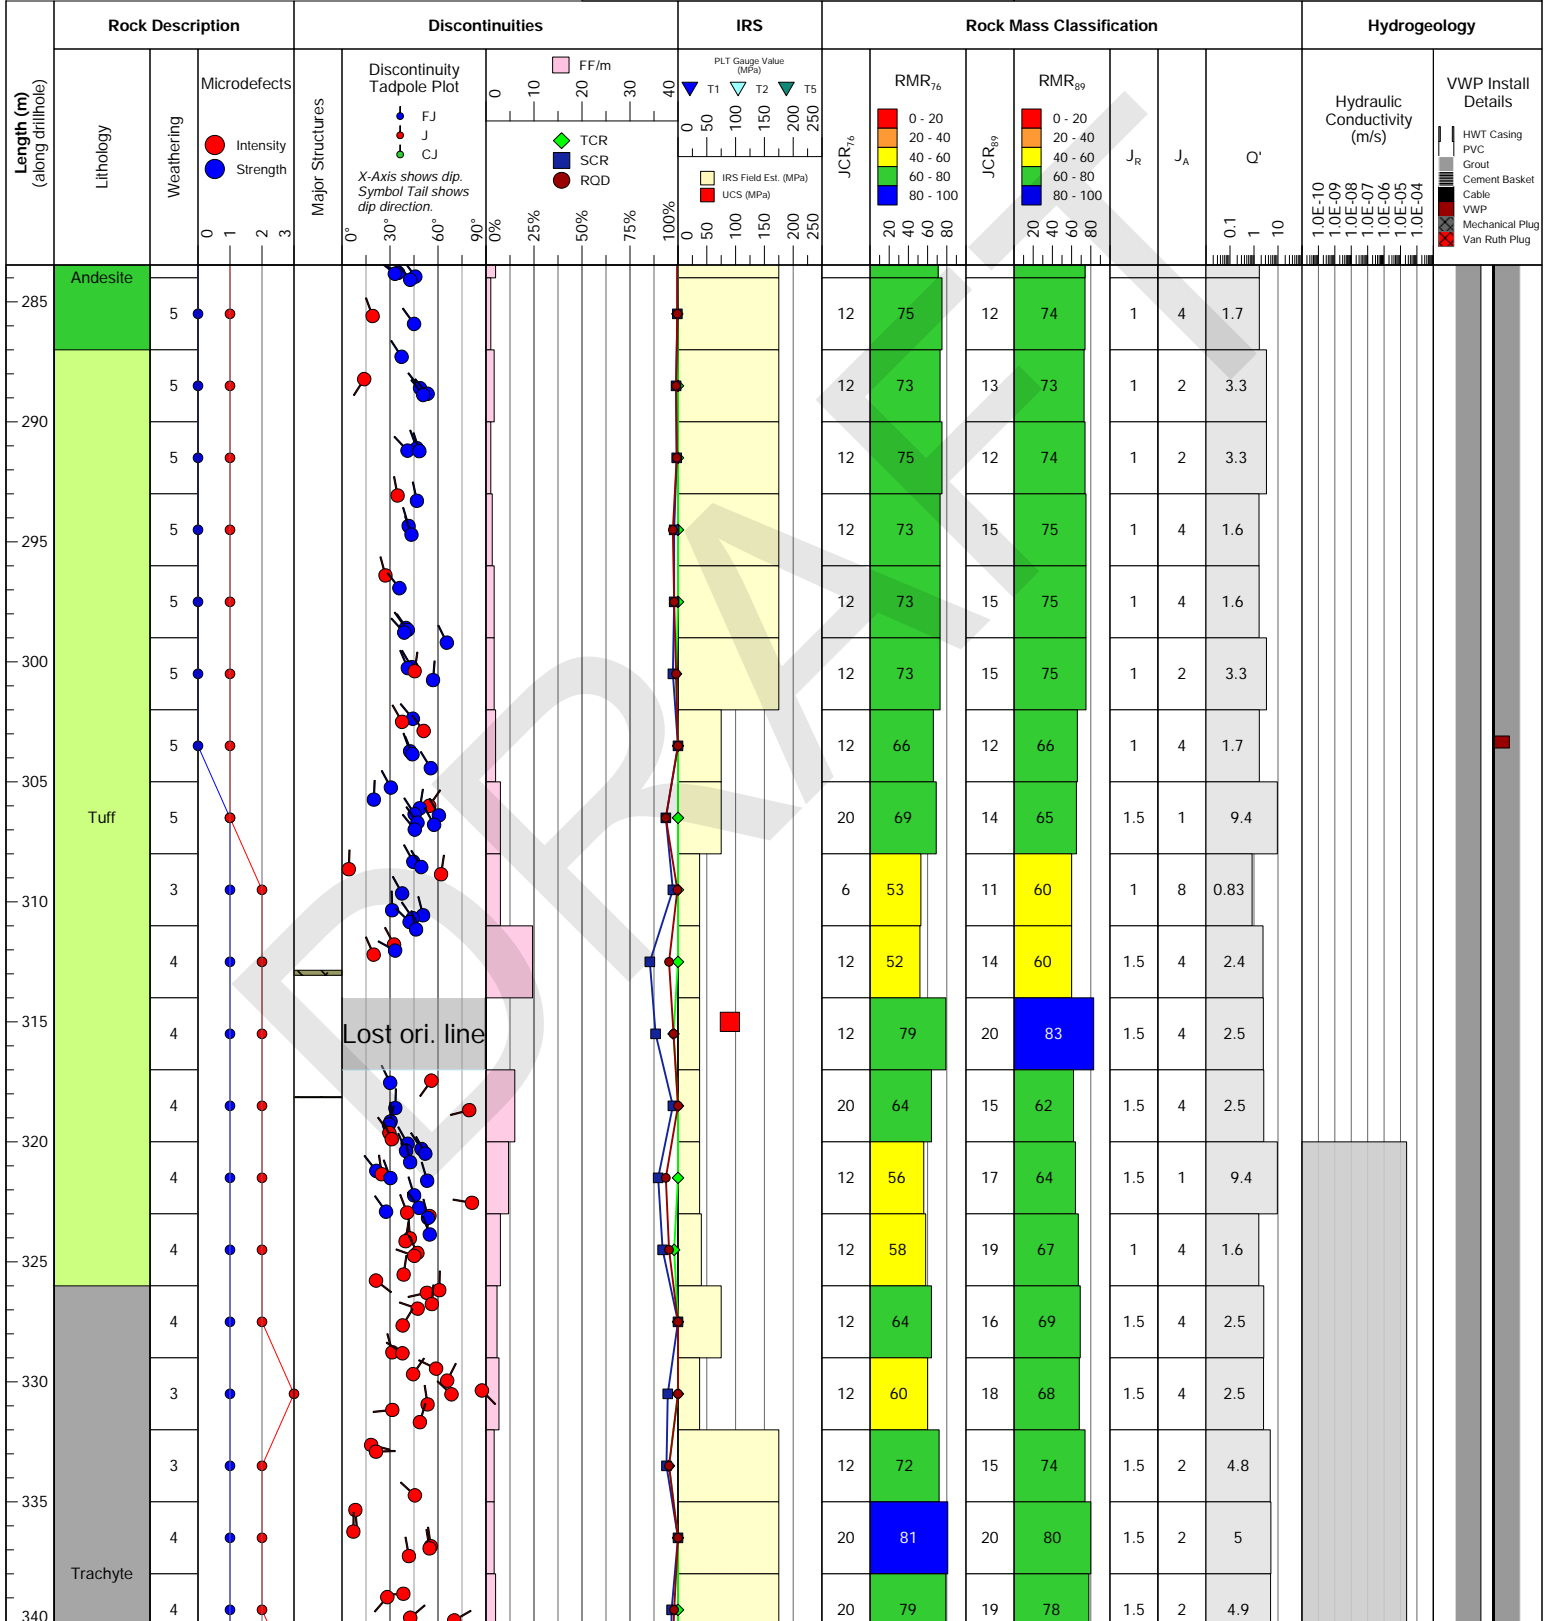 Rock Description
Discontinuities
IRS
Rock Mass Classification
Hydrogeology
Length (m)
(along drillhole)
Lithology
Weathering
Microdefects
Intensity
Strength
0 1 2 3
Major Structures
Discontinuity
Tadpole Plot
FJ
J
CJ
X-Axis shows dip.
Symbol Tail shows
dip direction.
0° 30° 60° 90°
FF/m
0 10 20 30 40
TCR
SCR
RQD
0% 25% 50% 75% 100%
PLT Gauge Value
(MPa)
T1 T2 T5
0 50 100 150 200 250
IRS Field Est. (MPa)
UCS (MPa)
0 50 100 150 200 250
JCR76
RMR76
0 - 20
20 - 40
40 - 60
60 - 80
80 - 100
20 40 60 80
JCR89
RMR89
0 - 20
20 - 40
40 - 60
60 - 80
80 - 100
20 40 60 80
JR
JA
Q'
0.1 1 10
Hydraulic
Conductivity
(m/s)
1.0E-10 1.0E-09 1.0E-08 1.0E-07 1.0E-06 1.0E-05 1.0E-04
VWP Install
Details
HWT Casing
PVC
Grout
Cement Basket
Cable
VWP
Mechanical Plug
Van Ruth Plug
Andesite
285 5 12 75 12 74 1 4 1.7
5 12 73 13 73 1 2 3.3
290
5 12 75 12 74 1 2 3.3
295 5 12 73 15 75 1 4 1.6
5 12 73 15 75 1 4 1.6
300 5 12 73 15 75 1 2 3.3
5 12 66 12 66 1 4 1.7
305
Tuff 5 20 69 14 65 1.5 1 9.4
310 3 6 53 11 60 1 8 0.83
4 12 52 14 60 1.5 4 2.4
315 Lost ori. line 4 12 79 20 83 1.5 4 2.5
4 20 64 15 62 1.5 4 2.5
320
4 12 56 17 64 1.5 1 9.4
325 4 12 58 19 67 1 4 1.6
4 12 64 16 69 1.5 4 2.5
330 3 12 60 18 68 1.5 4 2.5
3 12 72 15 74 1.5 2 4.8
335
4 20 81 20 80 1.5 2 5
Trachyte
340 4 20 79 19 78 1.5 2 4.9
DRAFT